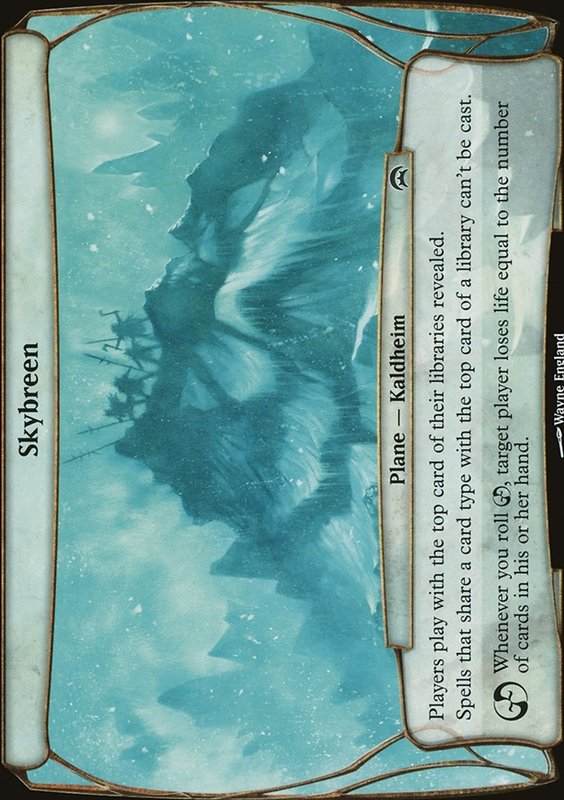 Skybreen
Plane — Kaldheim
Players play with the top card of their libraries revealed.
Spells that share a card type with the top card of a library can't be cast.
Whenever you roll , target player loses life equal to the number
of cards in his or her hand.
Wayne England